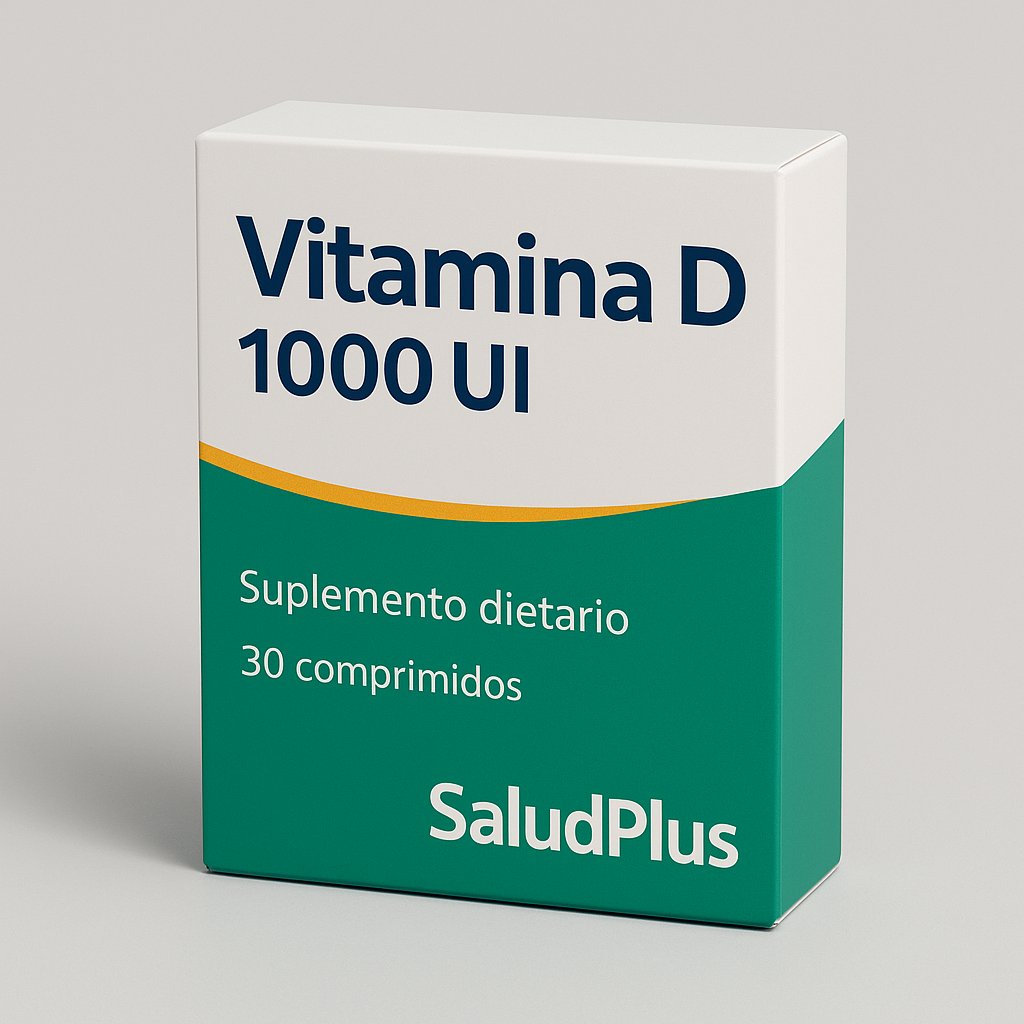 Vitamina D
1000 UI
Suplemento dietario
30 comprimidos
SaludPlus